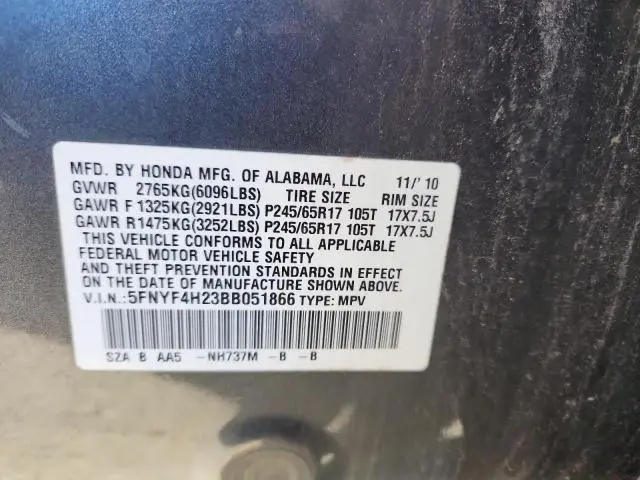 MFD. BY HONDA MFG. OF ALABAMA, LLC 11/'10
GVWR 2765KG(6096LBS) TIRE SIZE RIM SIZE
GAWR F 1325KG(2921LBS) P245/65R17 105T 17X7.5J
GAWR R1475KG(3252LBS) P245/65R17 105T 17X7.5J
THIS VEHICLE CONFORMS TO ALL APPLICABLE
FEDERAL MOTOR VEHICLE SAFETY
AND THEFT PREVENTION STANDARDS IN EFFECT
ON THE DATE OF MANUFACTURE SHOWN ABOVE.
V.I.N.:5FNYF4H23BB051866 TYPE: MPV
SZA B AA5 -NH737M -B -B